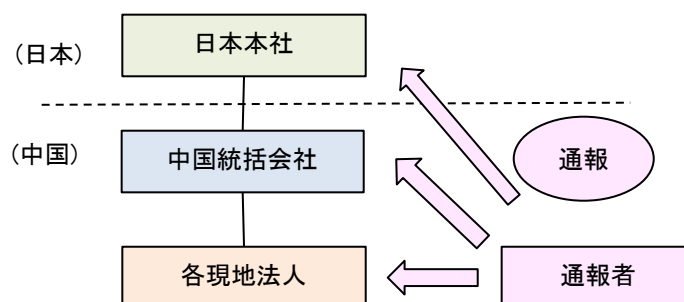 （日本）
日本本社
（中国）
中国統括会社
通報
各現地法人
通報者